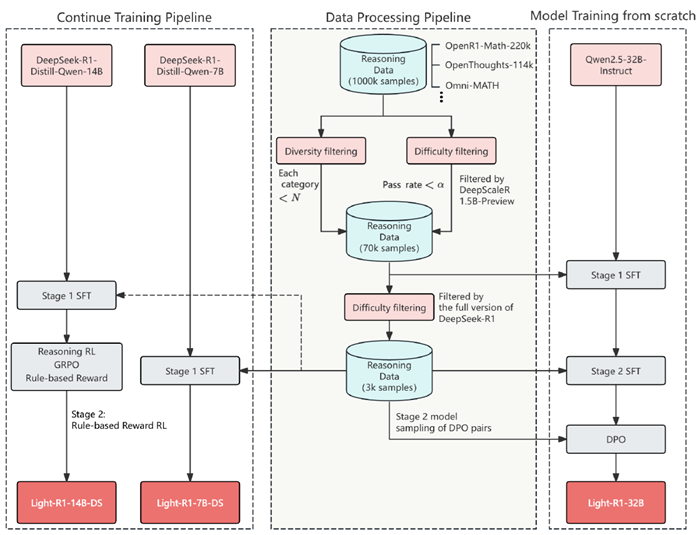 Continue Training Pipeline
DeepSeek-R1-
Distill-Qwen-14B
DeepSeek-R1-
Distill-Qwen-7B
Stage 1 SFT
Reasoning RL
GRPO
Rule-based Reward
Stage 1 SFT
Stage 2:
Rule-based Reward RL
Light-R1-14B-DS
Light-R1-7B-DS
Data Processing Pipeline
Reasoning
Data
(1000k samples)
OpenR1-Math-220k
OpenThoughts-114k
Omni-MATH
Diversity filtering
Difficulty filtering
Each
category
< N
Pass rate < α
Filtered by
DeepScaleR
1.5B-Preview
Reasoning
Data
(70k samples)
Difficulty filtering
Filtered by
the full version of
DeepSeek-R1
Reasoning
Data
(3k samples)
Stage 2 model
sampling of DPO pairs
Model Training from scratch
Qwen2.5-32B-
Instruct
Stage 1 SFT
Stage 2 SFT
DPO
Light-R1-32B